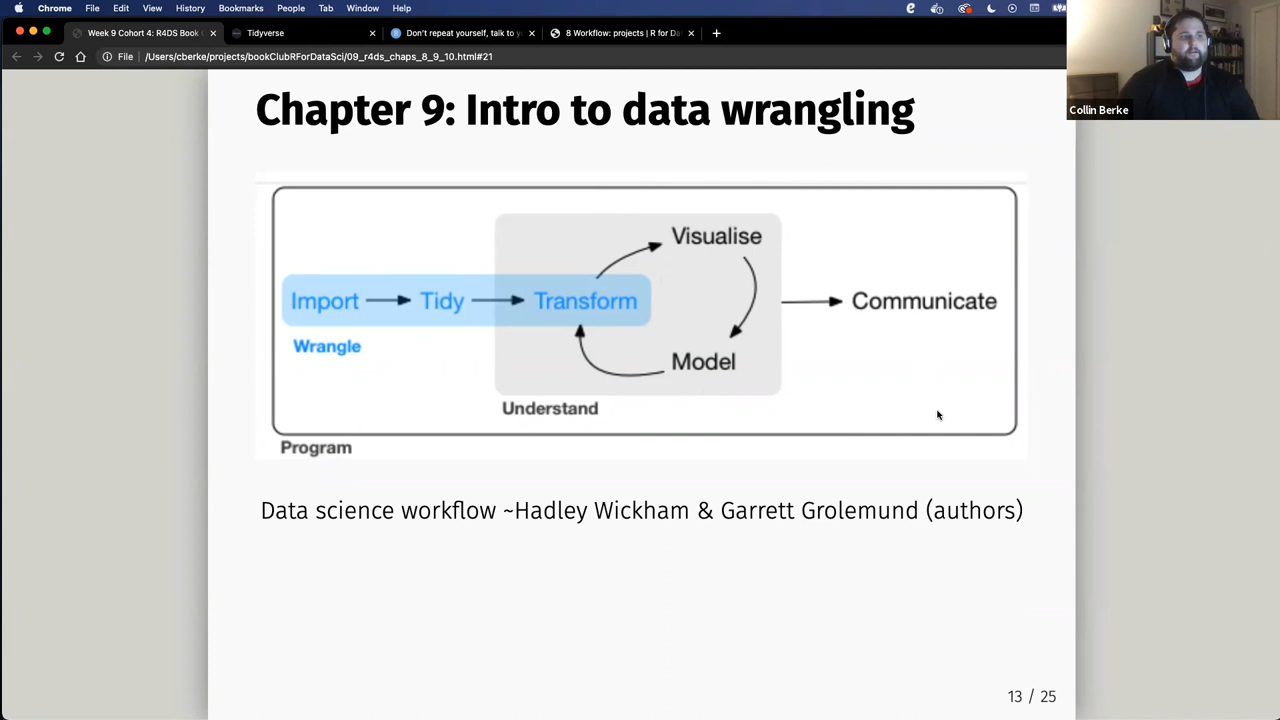 Chrome File Edit View History Bookmarks People Tab Window Help
Week 9 Cohort 4: R4DS Book Tidyverse Don't repeat yourself, talk to 8 Workflow: projects | R for Da
File /Users/cberke/projects/bookClubRForDataSci/09_r4ds_chaps_8_9_10.html#21
Collin Berke
Chapter 9: Intro to data wrangling
Visualise
Import Tidy Transform Communicate
Wrangle
Model
Understand
Program
Data science workflow ~Hadley Wickham & Garrett Grolemund (authors)
13 / 25